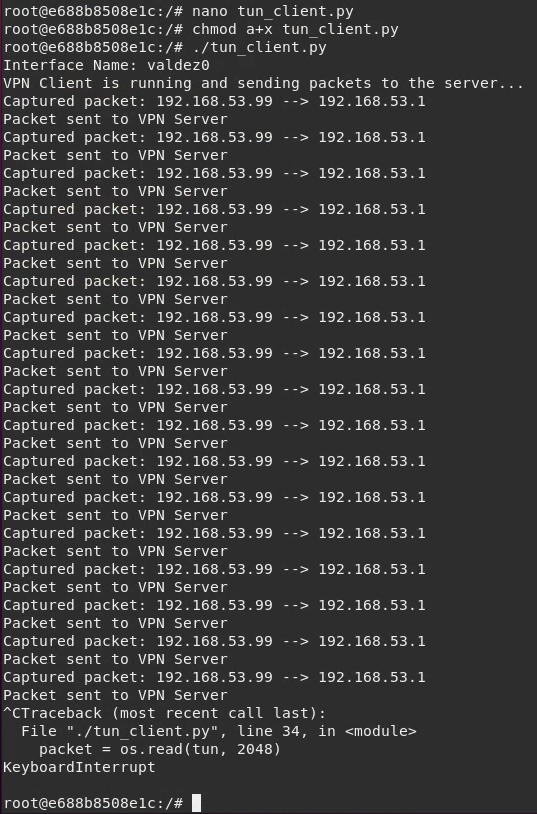 root@e688b8508e1c:/# nano tun_client.py
root@e688b8508e1c:/# chmod a+x tun_client.py
root@e688b8508e1c:/# ./tun_client.py
Interface Name: valdez0
VPN Client is running and sending packets to the server...
Captured packet: 192.168.53.99 --> 192.168.53.1
Packet sent to VPN Server
Captured packet: 192.168.53.99 --> 192.168.53.1
Packet sent to VPN Server
Captured packet: 192.168.53.99 --> 192.168.53.1
Packet sent to VPN Server
Captured packet: 192.168.53.99 --> 192.168.53.1
Packet sent to VPN Server
Captured packet: 192.168.53.99 --> 192.168.53.1
Packet sent to VPN Server
Captured packet: 192.168.53.99 --> 192.168.53.1
Packet sent to VPN Server
Captured packet: 192.168.53.99 --> 192.168.53.1
Packet sent to VPN Server
Captured packet: 192.168.53.99 --> 192.168.53.1
Packet sent to VPN Server
Captured packet: 192.168.53.99 --> 192.168.53.1
Packet sent to VPN Server
Captured packet: 192.168.53.99 --> 192.168.53.1
Packet sent to VPN Server
Captured packet: 192.168.53.99 --> 192.168.53.1
Packet sent to VPN Server
Captured packet: 192.168.53.99 --> 192.168.53.1
Packet sent to VPN Server
Captured packet: 192.168.53.99 --> 192.168.53.1
Packet sent to VPN Server
Captured packet: 192.168.53.99 --> 192.168.53.1
Packet sent to VPN Server
Captured packet: 192.168.53.99 --> 192.168.53.1
Packet sent to VPN Server
Captured packet: 192.168.53.99 --> 192.168.53.1
Packet sent to VPN Server
Captured packet: 192.168.53.99 --> 192.168.53.1
Packet sent to VPN Server
^CTraceback (most recent call last):
  File "./tun_client.py", line 34, in <module>
    packet = os.read(tun, 2048)
KeyboardInterrupt

root@e688b8508e1c:/#